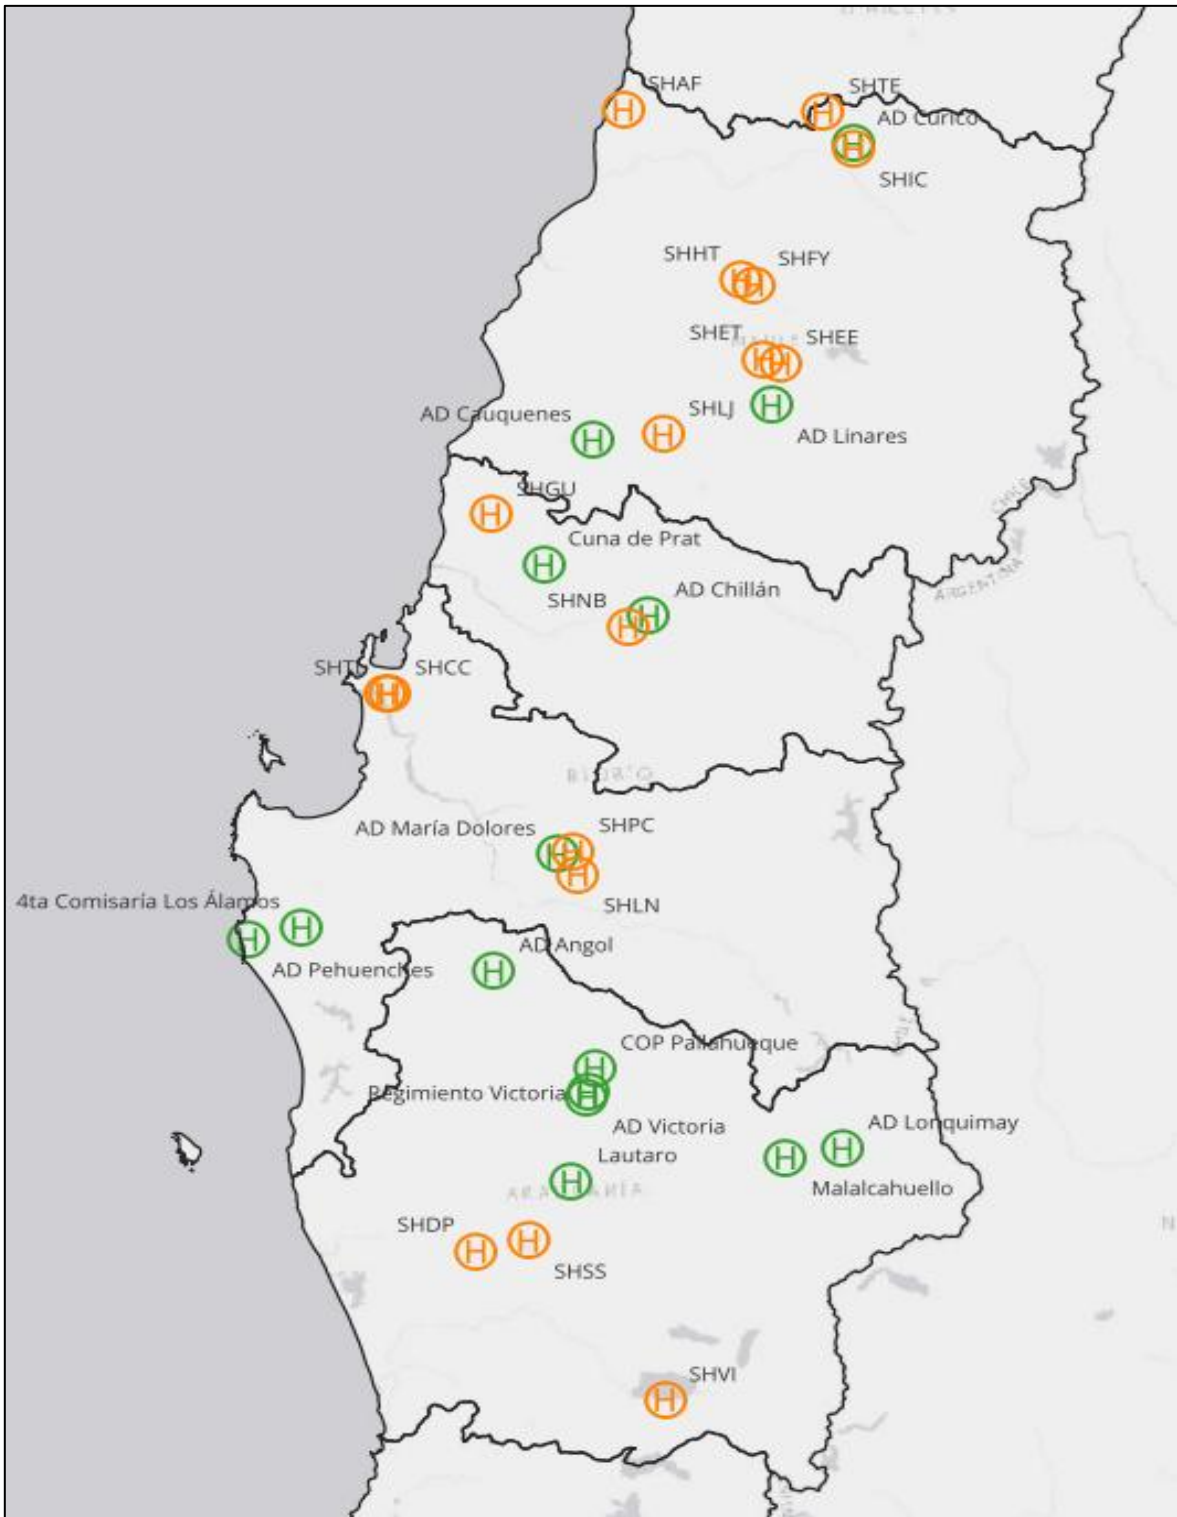 SHAF
SHTE
AD Curicó
SHIC
SHHT
SHFY
SHET
SHEE
AD Cauquenes
SHLJ
AD Linares
CHILE
SHGU
Cuna de Prat
ARGENTINA
SHNB
AD Chillán
SHCC
BIOBÍO
AD María Dolores
SHPC
SHLN
4ta Comisaría Los Álamos
AD Pehuenches
AD Angol
COP Pailahueque
Regimiento Victoria
AD Victoria
AD Lonquimay
Lautaro
Malalcahuello
ARAUCANÍA
SHDP
SHSS
SHVI